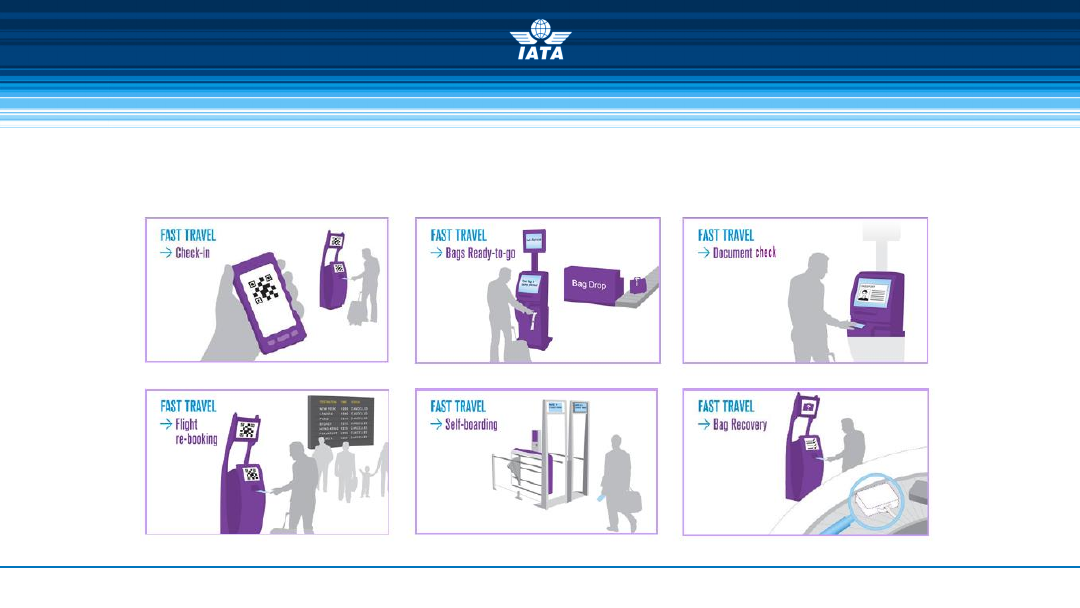 IATA
FAST TRAVEL
→ Check-in
FAST TRAVEL
→ Bags Ready-to-go
Bag Drop
FAST TRAVEL
→ Document check
FAST TRAVEL
→ Flight
re-booking
FAST TRAVEL
→ Self-boarding
FAST TRAVEL
→ Bag Recovery